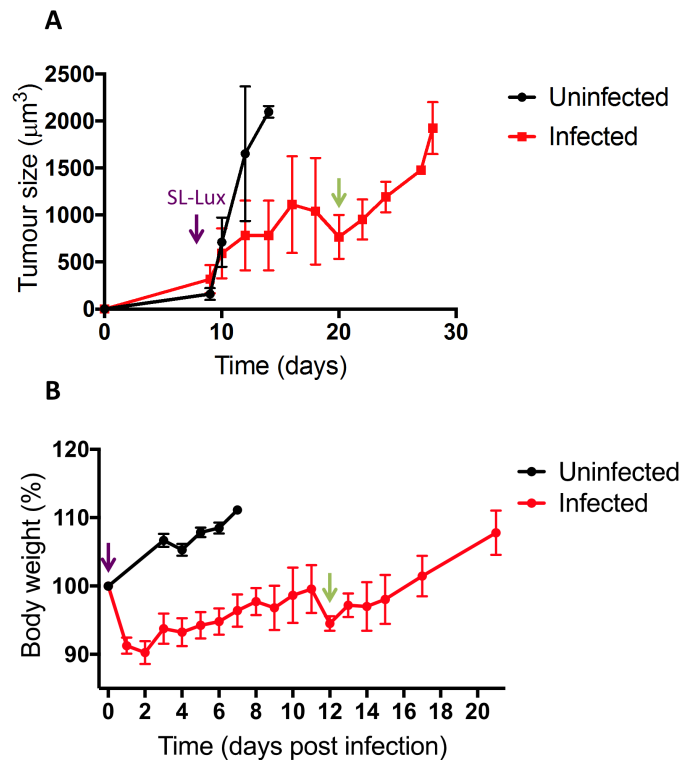 A
Tumour size (μm³)
2500
2000
1500
1000
500
0
SL-Lux
Uninfected
Infected
0 10 20 30
Time (days)
B
Body weight (%)
120
110
100
90
Uninfected
Infected
0 2 4 6 8 10 12 14 16 18 20
Time (days post infection)